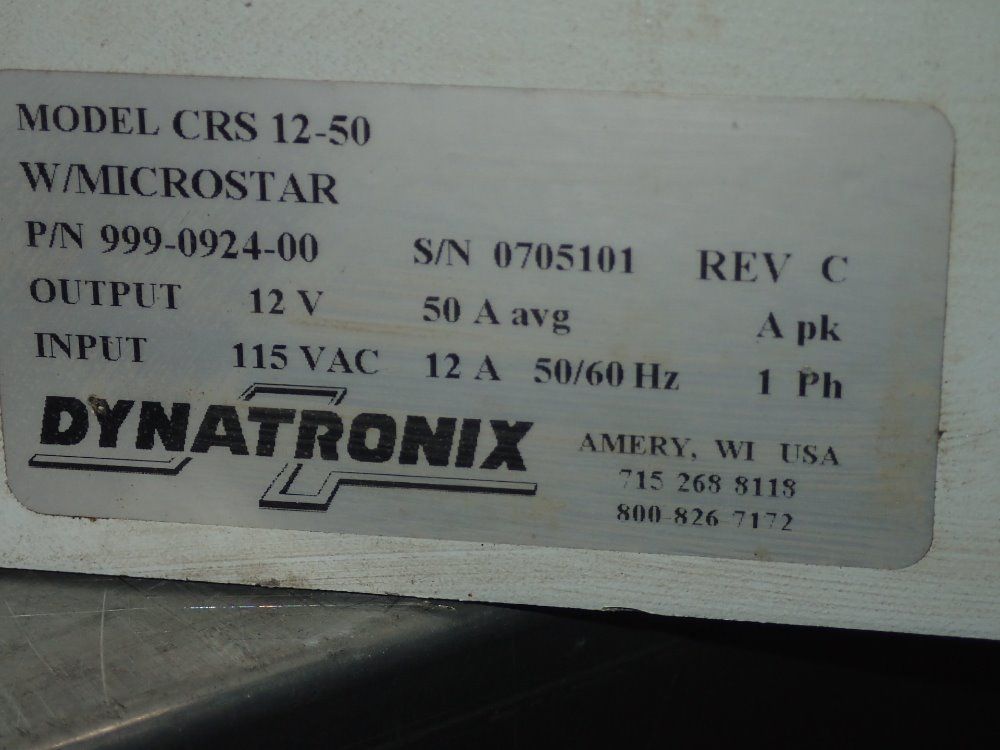 MODEL CRS 12-50
W/MICROSTAR
P/N 999-0924-00 S/N 0705101 REV C
OUTPUT 12 V 50 A avg A pk
INPUT 115 VAC 12 A 50/60 Hz 1 Ph
DYNATRONIX
AMERY, WI USA
715 268 8118
800-826-7172